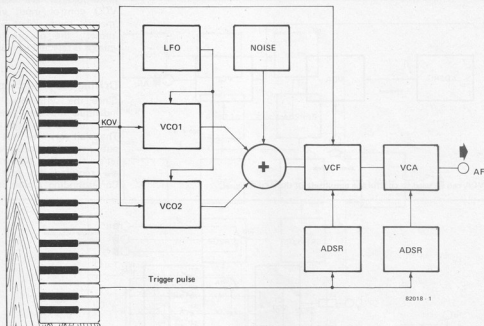 LFO
NOISE
KOV
VCO1
+
VCF
VCA
AF
VCO2
ADSR
ADSR
Trigger pulse
82018 - 1